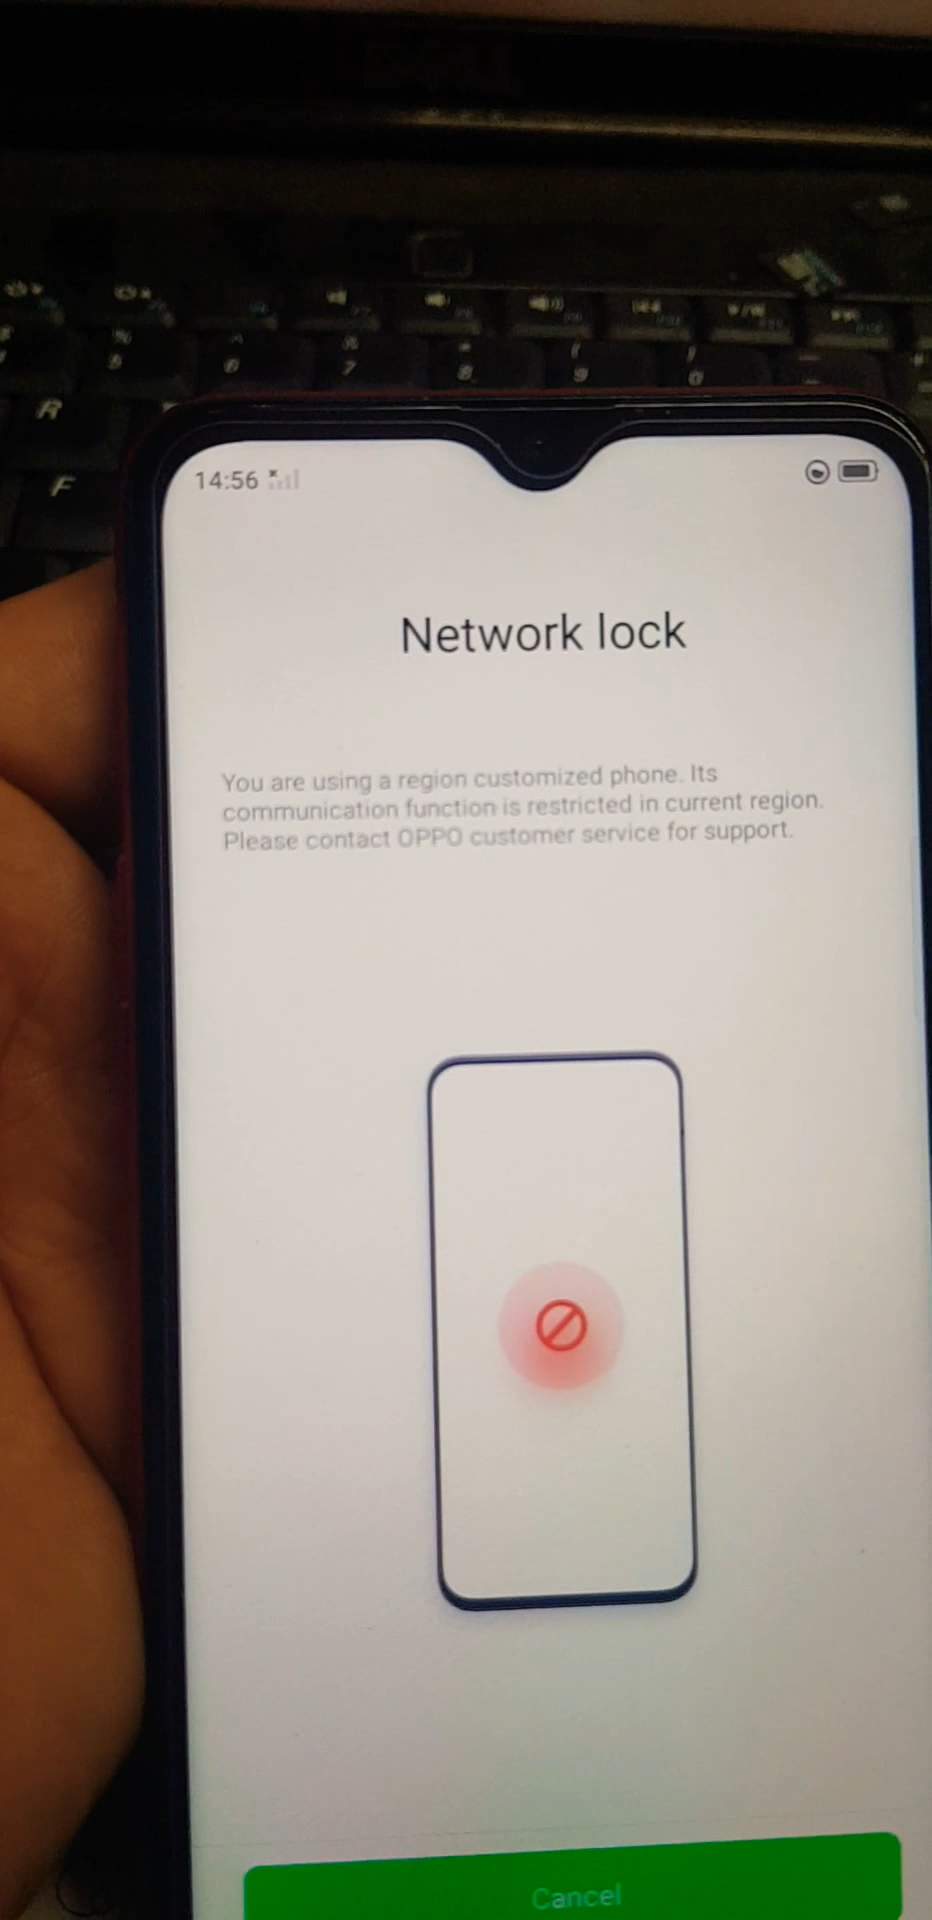 R
F
14:56
Network lock
You are using a region customized phone. Its
communication function is restricted in current region.
Please contact OPPO customer service for support.
Cancel